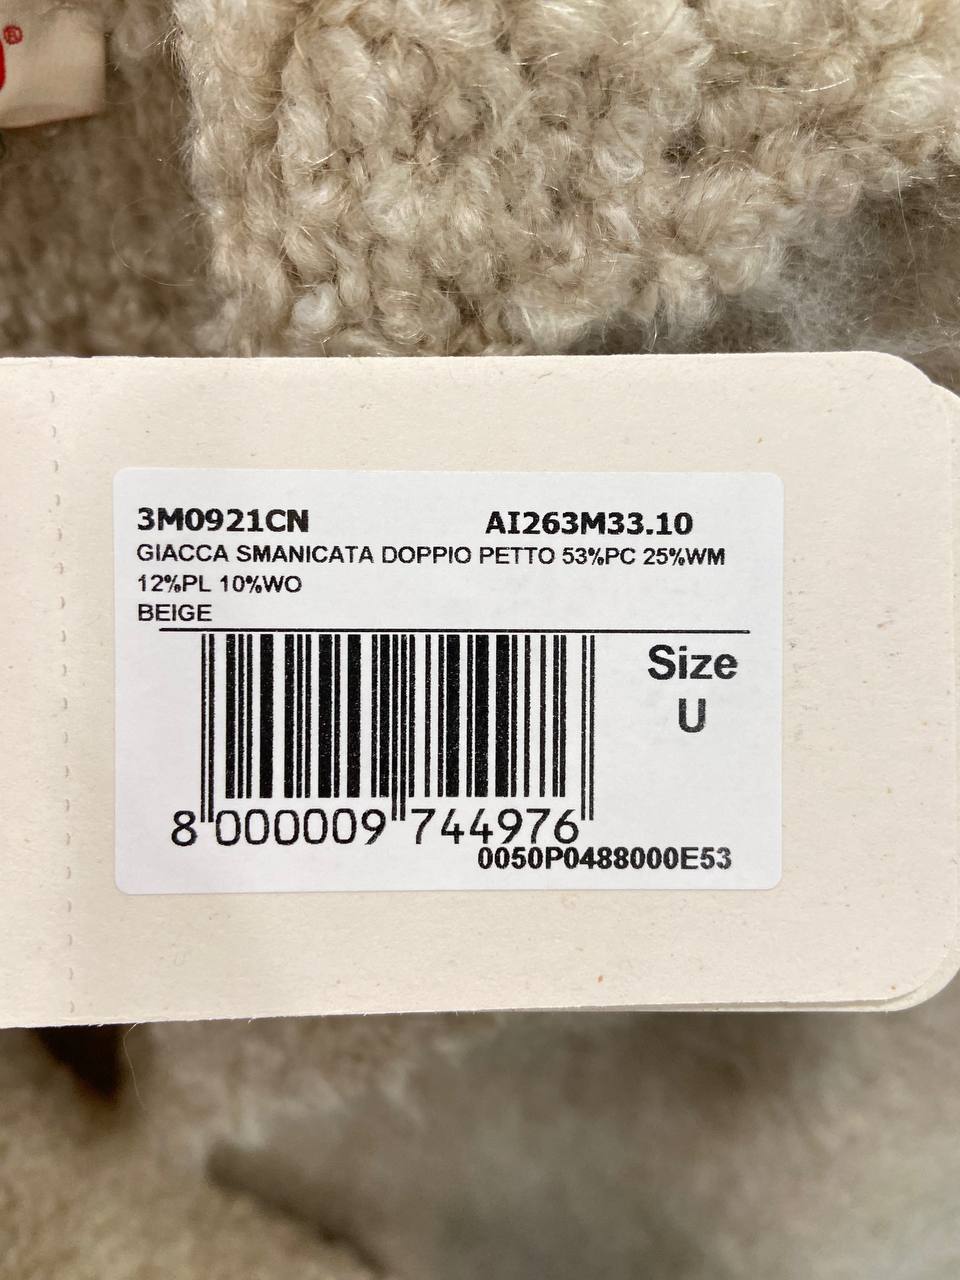 ®
3M0921CN AI263M33.10
GIACCA SMANICATA DOPPIO PETTO 53%PC 25%WM
12%PL 10%WO
BEIGE
Size
U
8 000009 744976
0050P0488000E53